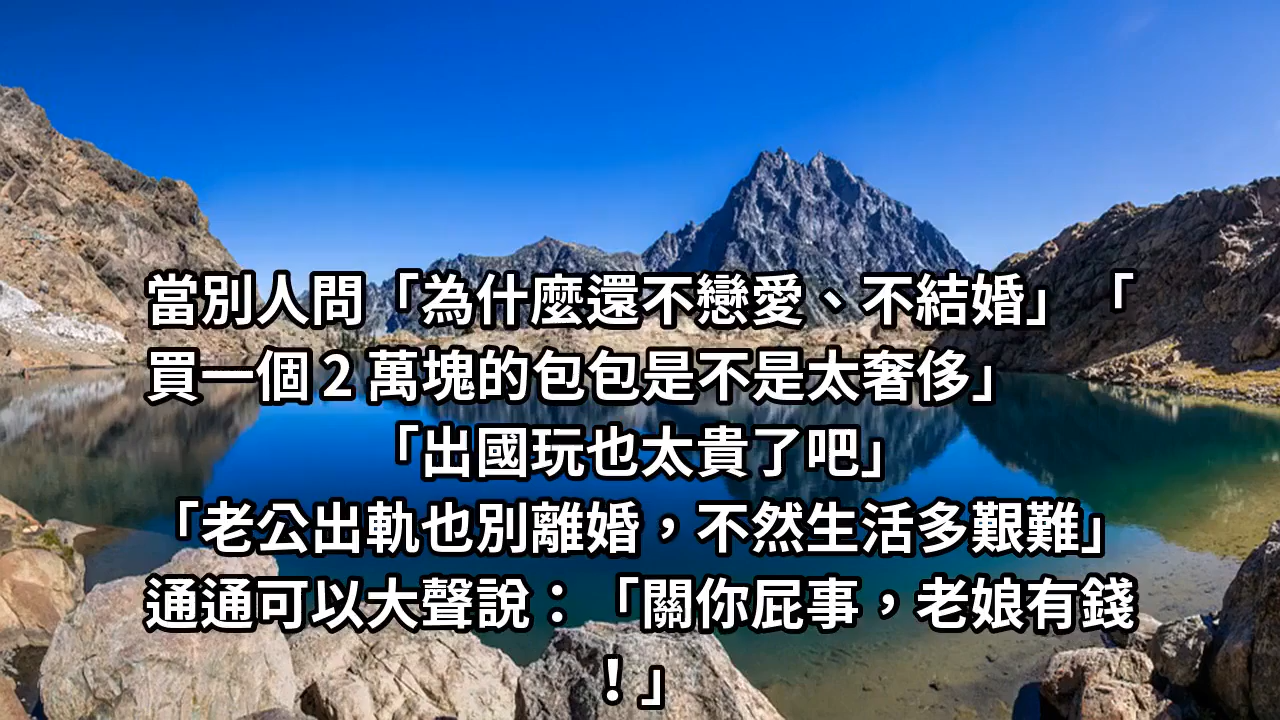 當別人問「為什麼還不戀愛、不結婚」「
買一個 2 萬塊的包包是不是太奢侈」
「出國玩也太貴了吧」
「老公出軌也別離婚，不然生活多艱難」
通通可以大聲說：「關你屁事，老娘有錢
！」